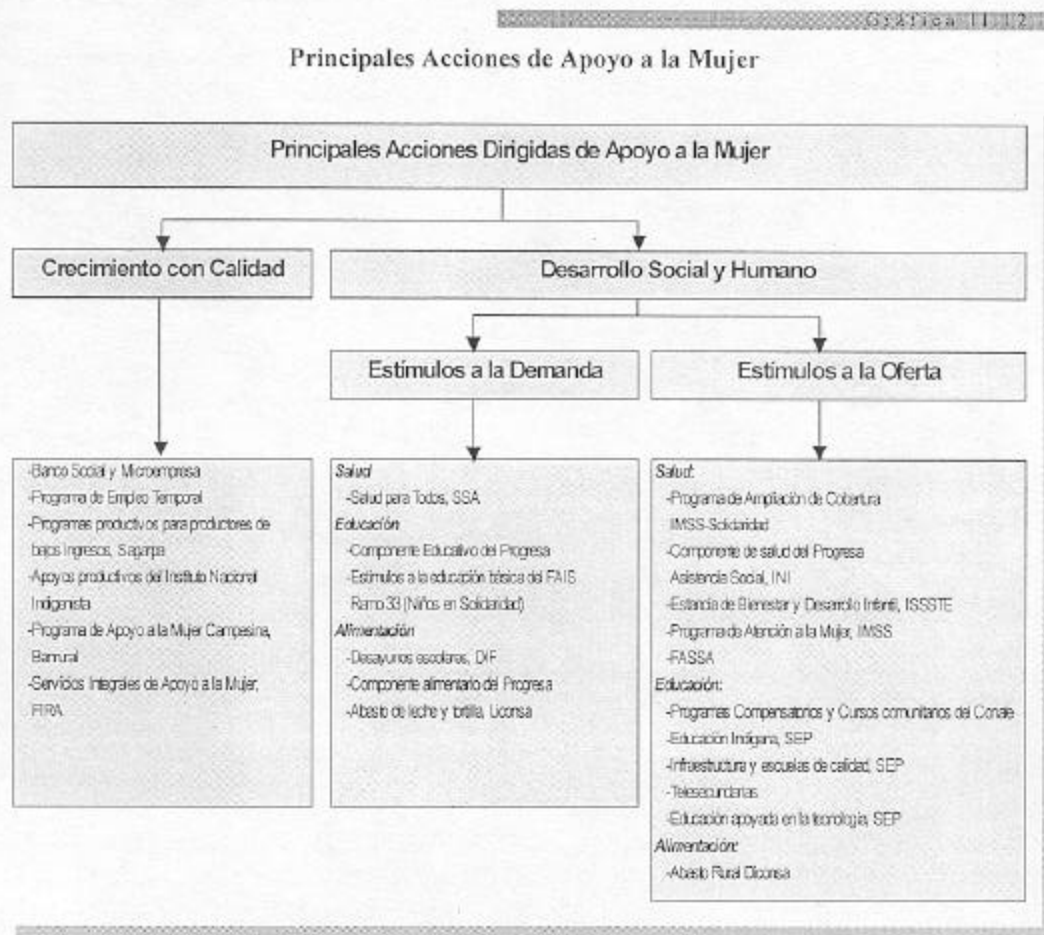 Gráfica II.12
Principales Acciones de Apoyo a la Mujer
Principales Acciones Dirigidas de Apoyo a la Mujer
Crecimiento con Calidad
Desarrollo Social y Humano
Estímulos a la Demanda
Estímulos a la Oferta
-Banco Social y Microempresa
-Programa de Empleo Temporal
-Programas productivos para productores de
bajos Ingresos, Sagarpa
-Apoyos productivos del Instituto Nacional
Indigenista
-Programa de Apoyo a la Mujer Campesina,
Banrural
-Servicios Integrales de Apoyo a la Mujer,
FIRA
Salud
-Salud para Todos, SSA
Educación
-Componente Educativo del Progresa
-Estímulos a la educación básica del FAIS
Ramo 33 (Niños en Solidaridad)
Alimentación
-Desayunos escolares, DIF
-Componente alimentario del Progresa
-Abasto de leche y tortilla, Liconsa
Salud:
-Programa de Ampliación de Cobertura
IMSS-Solidaridad
-Componente de salud del Progresa
Asistencia Social, INI
-Estancia de Bienestar y Desarrollo Infantil, ISSSTE
-Programa de Atención a la Mujer, IMSS
-FASSA
Educación:
-Programas Compensatorios y Cursos comunitarios del Conafe
-Educación Indígena, SEP
-Infraestructura y escuelas de calidad, SEP
-Telesecundarias
-Educación apoyada en la tecnología, SEP
Alimentación:
-Abasto Rural Diconsa